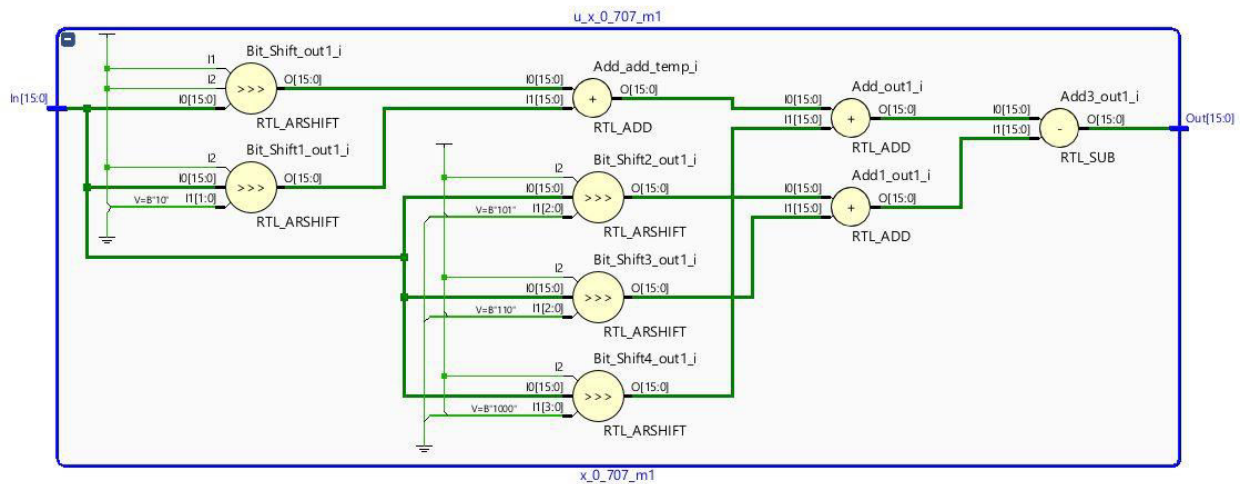 u_x_0_707_m1
Bit_Shift_out1_i
I1
I2
I0[15:0]
>>>
O[15:0]
RTL_ARSHIFT
In[15:0]
Bit_Shift1_out1_i
I2
I0[15:0]
V=B"10" I1[1:0]
>>>
O[15:0]
RTL_ARSHIFT
Add_add_temp_i
I0[15:0]
I1[15:0]
+
O[15:0]
RTL_ADD
Add_out1_i
I0[15:0]
I1[15:0]
+
O[15:0]
RTL_ADD
Add3_out1_i
I0[15:0]
I1[15:0]
-
O[15:0]
RTL_SUB
Out[15:0]
Bit_Shift2_out1_i
I2
I0[15:0]
V=B"101" I1[2:0]
>>>
O[15:0]
RTL_ARSHIFT
Add1_out1_i
I0[15:0]
I1[15:0]
+
O[15:0]
RTL_ADD
Bit_Shift3_out1_i
I2
I0[15:0]
V=B"110" I1[2:0]
>>>
O[15:0]
RTL_ARSHIFT
Bit_Shift4_out1_i
I2
I0[15:0]
V=B"1000" I1[3:0]
>>>
O[15:0]
RTL_ARSHIFT
x_0_707_m1